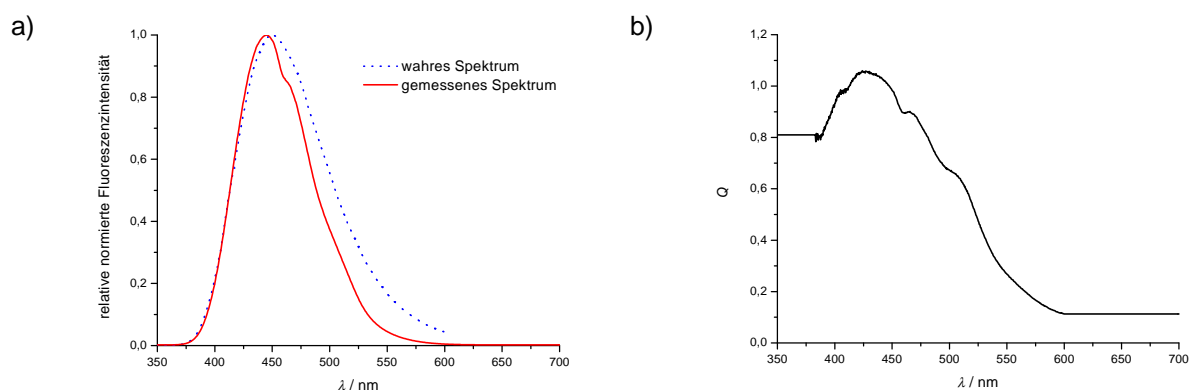 a)
relative normierte Fluoreszenzintensität
1,0
0,8
0,6
0,4
0,2
0,0
350 400 450 500 550 600 650 700
λ / nm
wahres Spektrum
gemessenes Spektrum
b)
Q
1,2
1,0
0,8
0,6
0,4
0,2
0,0
350 400 450 500 550 600 650 700
λ / nm